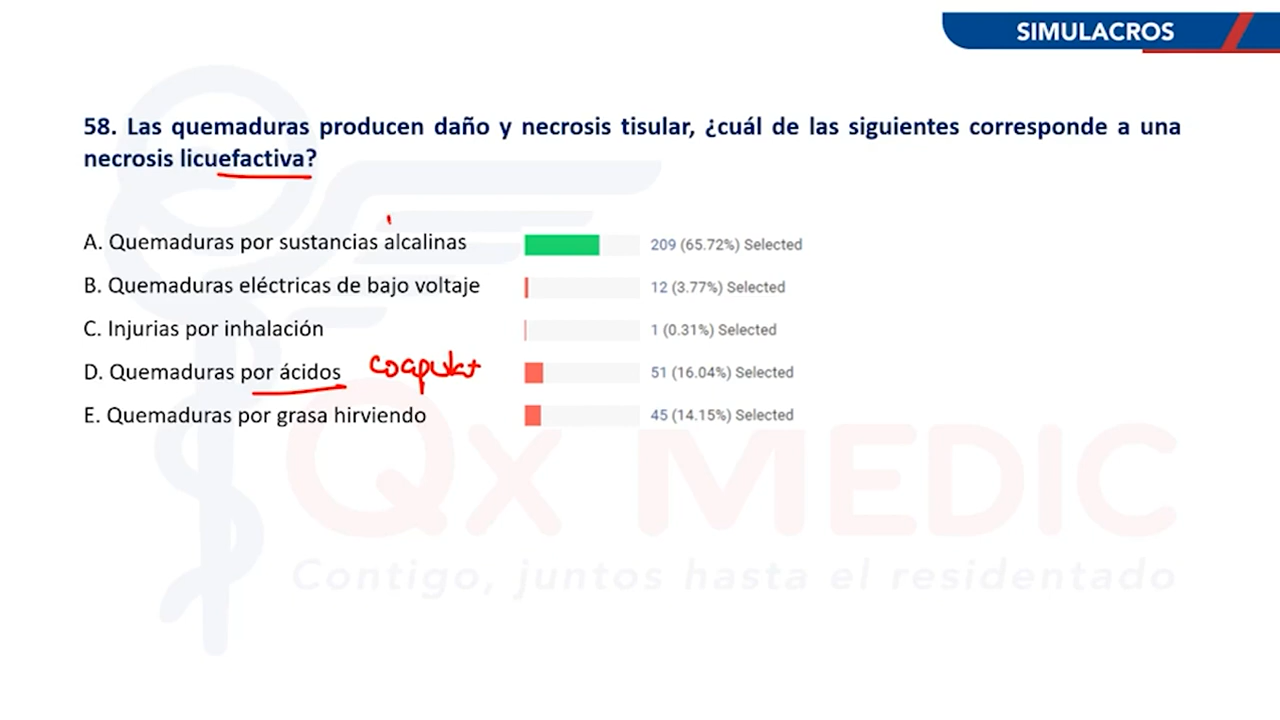 SIMULACROS
58. Las quemaduras producen daño y necrosis tisular, ¿cuál de las siguientes corresponde a una
necrosis licuefactiva?
A. Quemaduras por sustancias alcalinas 209 (65.72%) Selected
B. Quemaduras eléctricas de bajo voltaje 12 (3.77%) Selected
C. Injurias por inhalación 1 (0.31%) Selected
D. Quemaduras por ácidos 51 (16.04%) Selected
E. Quemaduras por grasa hirviendo 45 (14.15%) Selected
QX MEDIC
Contigo, juntos hasta el residentado